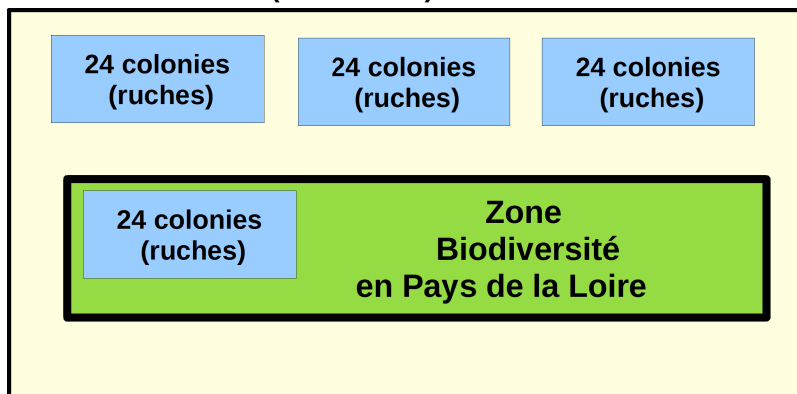 24 colonies
(ruches)
24 colonies
(ruches)
24 colonies
(ruches)
24 colonies
(ruches)
Zone
Biodiversité
en Pays de la Loire